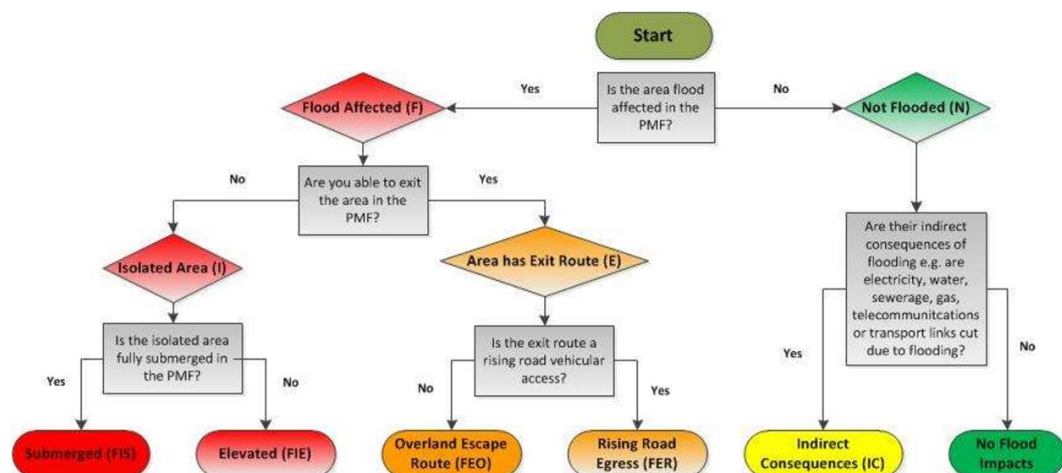 Start
Is the area flood
affected in the
PMF?
Yes
No
Flood Affected (F)
Not Flooded (N)
Are you able to exit
the area in the
PMF?
No
Yes
Isolated Area (I)
Area has Exit Route (E)
Are their indirect
consequences of
flooding e.g. are
electricity, water,
sewerage, gas,
telecommunitcations
or transport links cut
due to flooding?
Is the isolated area
fully submerged in
the PMF?
Is the exit route a
rising road vehicular
access?
Yes
No
No
Yes
Yes
No
Submerged (FIS)
Elevated (FIE)
Overland Escape
Route (FEO)
Rising Road
Egress (FER)
Indirect
Consequences (IC)
No Flood
Impacts